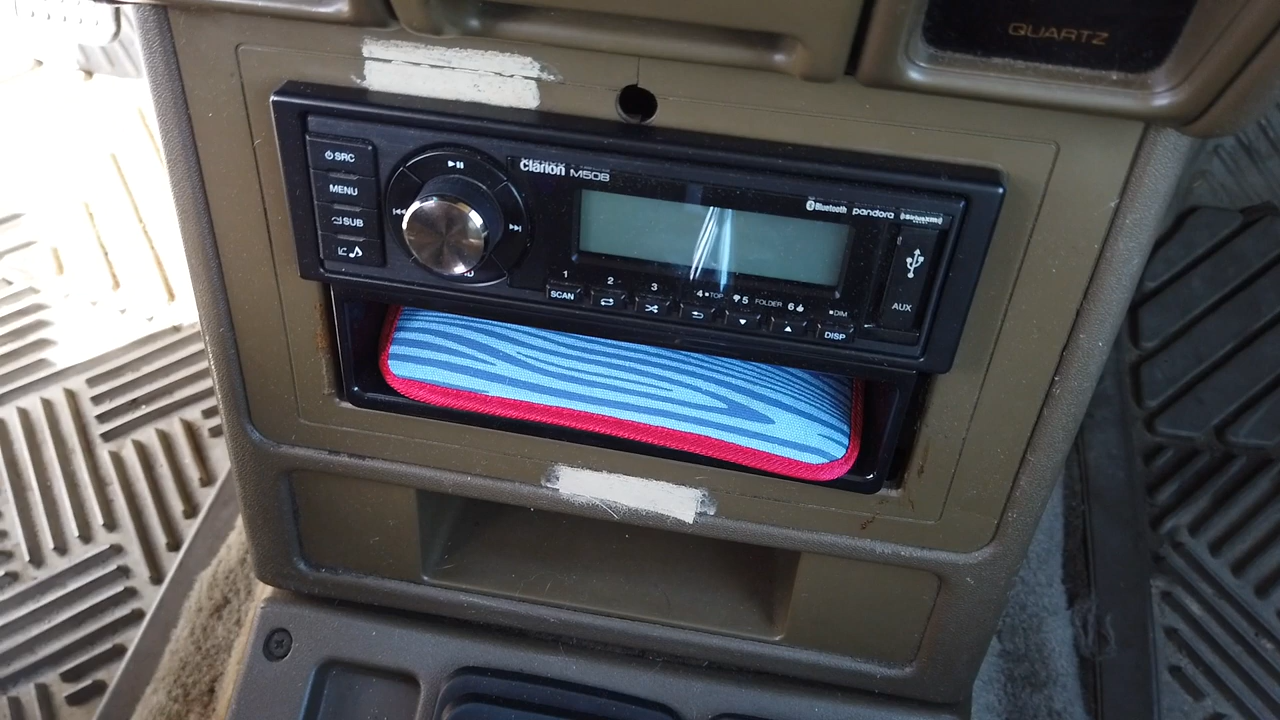 QUARTZ
SRC
MENU
SUB
Clarion M508
Bluetooth pandora SiriusXM
1 2 3 4 TOP 5 FOLDER 6 DIM
SCAN
DISP
AUX